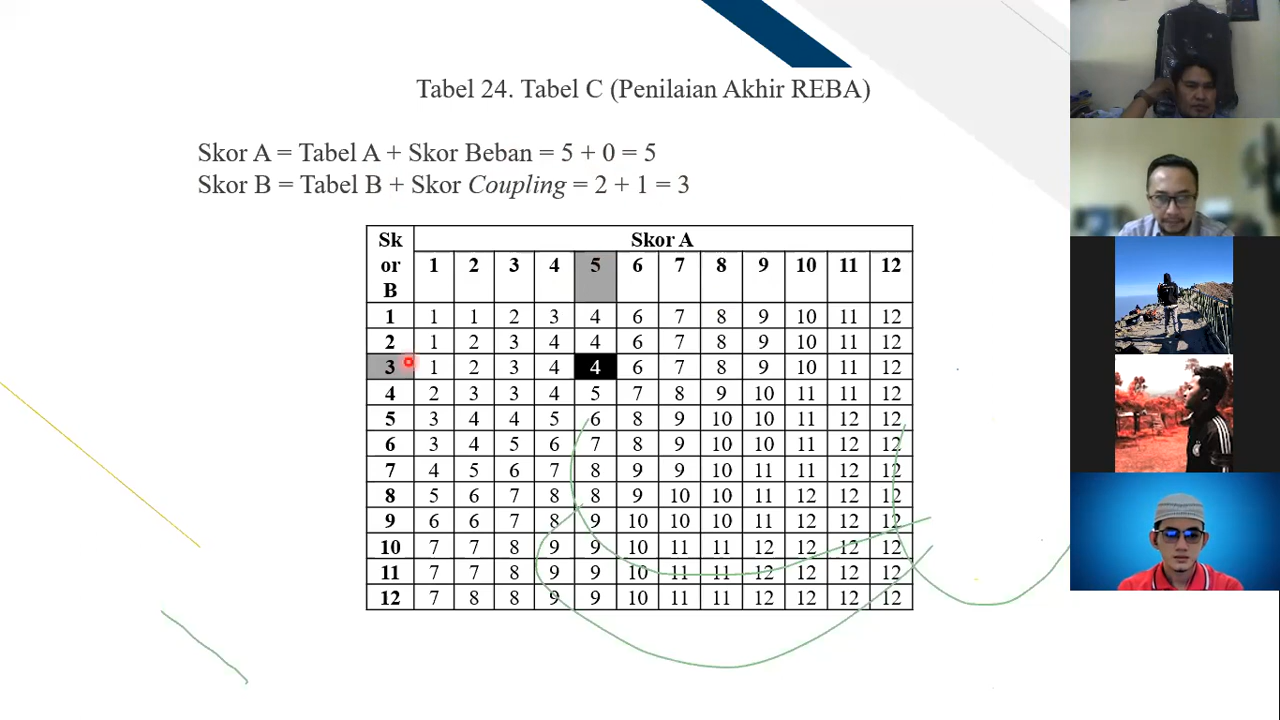 Tabel 24. Tabel C (Penilaian Akhir REBA)
Skor A = Tabel A + Skor Beban = 5 + 0 = 5
Skor B = Tabel B + Skor Coupling = 2 + 1 = 3
Sk or B Skor A
1 2 3 4 5 6 7 8 9 10 11 12
1 1 1 2 3 4 6 7 8 9 10 11 12
2 1 2 3 4 4 6 7 8 9 10 11 12
3 1 2 3 4 4 6 7 8 9 10 11 12
4 2 3 3 4 5 7 8 9 10 11 11 12
5 3 4 4 5 6 8 9 10 10 11 12 12
6 3 4 5 6 7 8 9 10 10 11 12 12
7 4 5 6 7 8 9 9 10 11 11 12 12
8 5 6 7 8 8 9 10 10 11 12 12 12
9 6 6 7 8 9 10 10 10 11 12 12 12
10 7 7 8 9 9 10 11 11 12 12 12 12
11 7 7 8 9 9 10 11 11 12 12 12 12
12 7 8 8 9 9 10 11 11 12 12 12 12